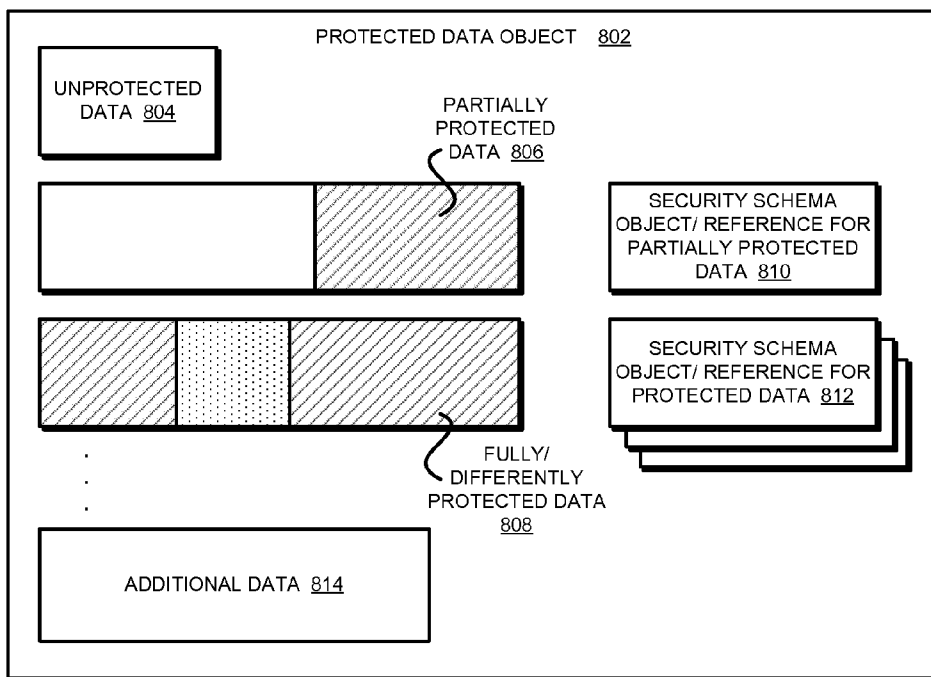 PROTECTED DATA OBJECT 802
UNPROTECTED
DATA 804
PARTIALLY
PROTECTED
DATA 806
SECURITY SCHEMA
OBJECT/ REFERENCE FOR
PARTIALLY PROTECTED
DATA 810
SECURITY SCHEMA
OBJECT/ REFERENCE FOR
PROTECTED DATA 812
FULLY/
DIFFERENTLY
PROTECTED DATA
808
ADDITIONAL DATA 814